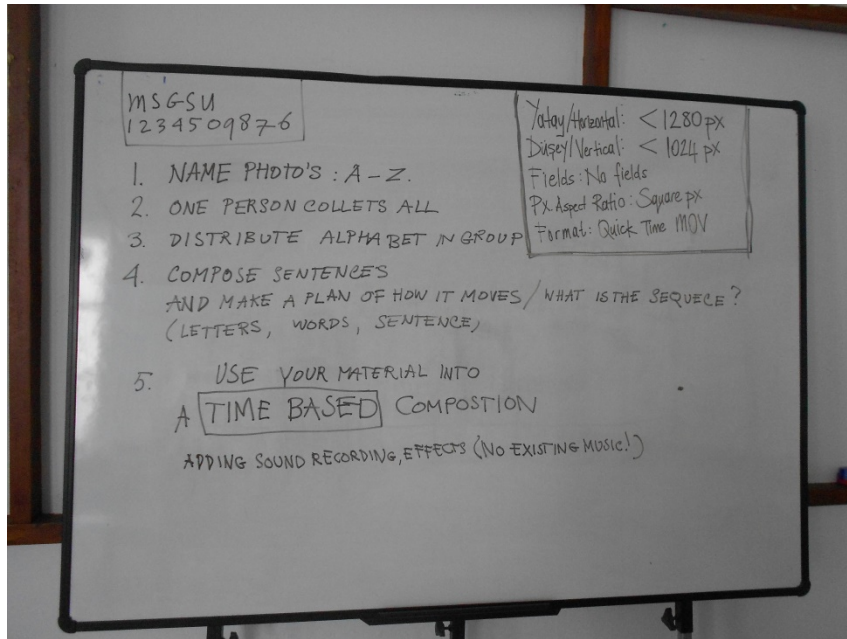 MSGSU
1234509876
Yatay/Horizontal: < 1280 px
Düşey/Vertical: < 1024 px
Fields: No fields
Px Aspect Ratio: Square px
Format: Quick Time MOV
1. NAME PHOTO'S : A - Z.
2. ONE PERSON COLLETS ALL
3. DISTRIBUTE ALPHABET IN GROUP
4. COMPOSE SENTENCES
AND MAKE A PLAN OF HOW IT MOVES / WHAT IS THE SEQUECE?
(LETTERS, WORDS, SENTENCE)
5. USE YOUR MATERIAL INTO
A TIME BASED COMPOSTION
ADDING SOUND RECORDING, EFFECTS (NO EXISTING MUSIC!)